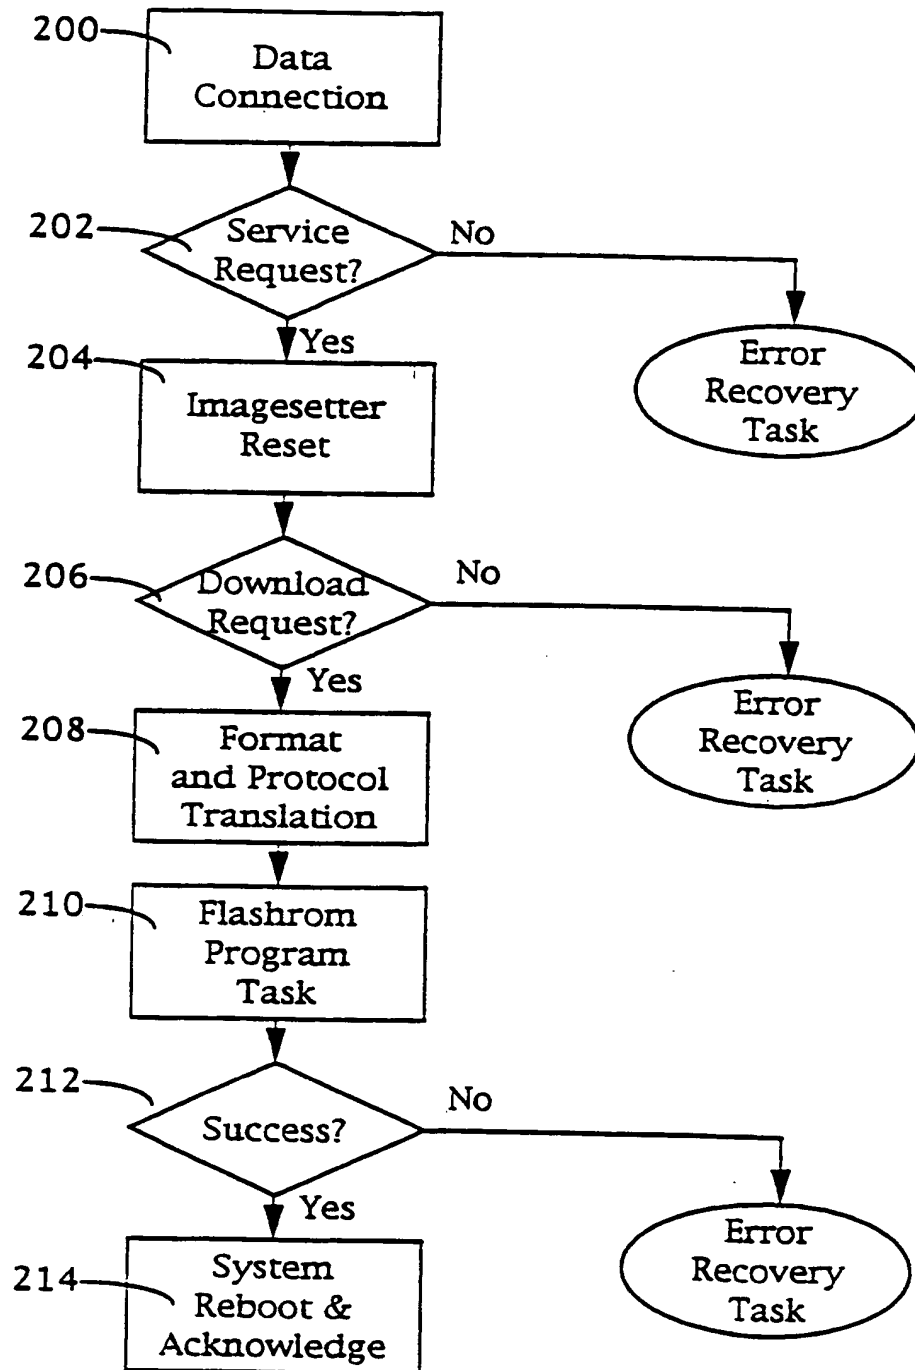 200
Data
Connection
202
Service
Request?
No
Yes
Error
Recovery
Task
204
Imagesetter
Reset
206
Download
Request?
No
Yes
Error
Recovery
Task
208
Format
and Protocol
Translation
210
Flashrom
Program
Task
212
Success?
No
Yes
Error
Recovery
Task
214
System
Reboot &
Acknowledge